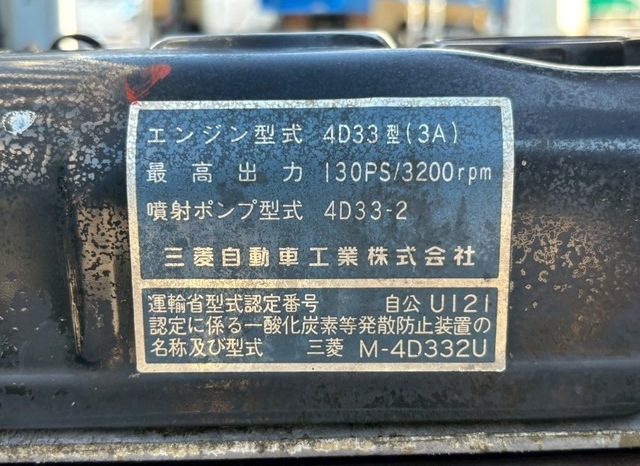 エンジン型式 4D33型(3A)
最高出力 130PS/3200rpm
噴射ポンプ型式 4D33-2
三菱自動車工業株式会社
運輸省型式認定番号 自公 U121
認定に係る一酸化炭素等発散防止装置の
名称及び型式 三菱 M-4D332U